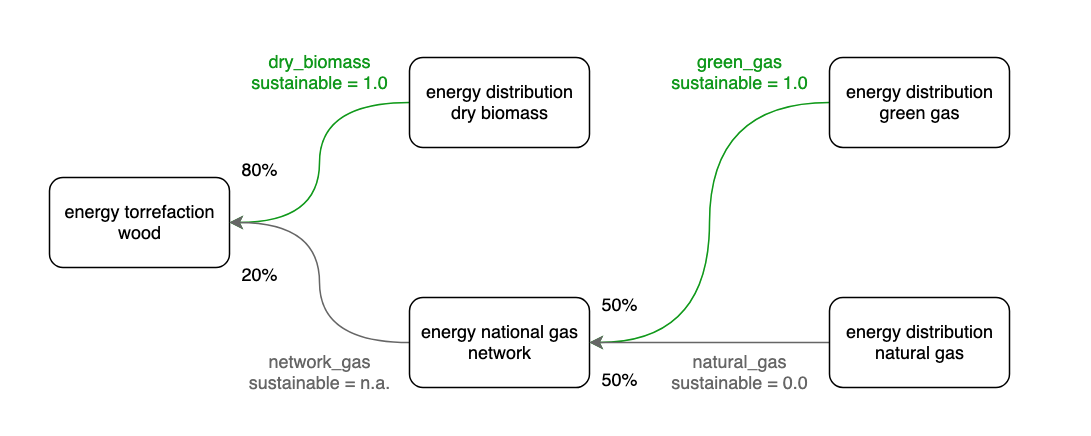 dry_biomass
sustainable = 1.0
energy distribution
dry biomass
green_gas
sustainable = 1.0
energy distribution
green gas
80%
energy torrefaction
wood
20%
network_gas
sustainable = n.a.
energy national gas
network
50%
50%
natural_gas
sustainable = 0.0
energy distribution
natural gas